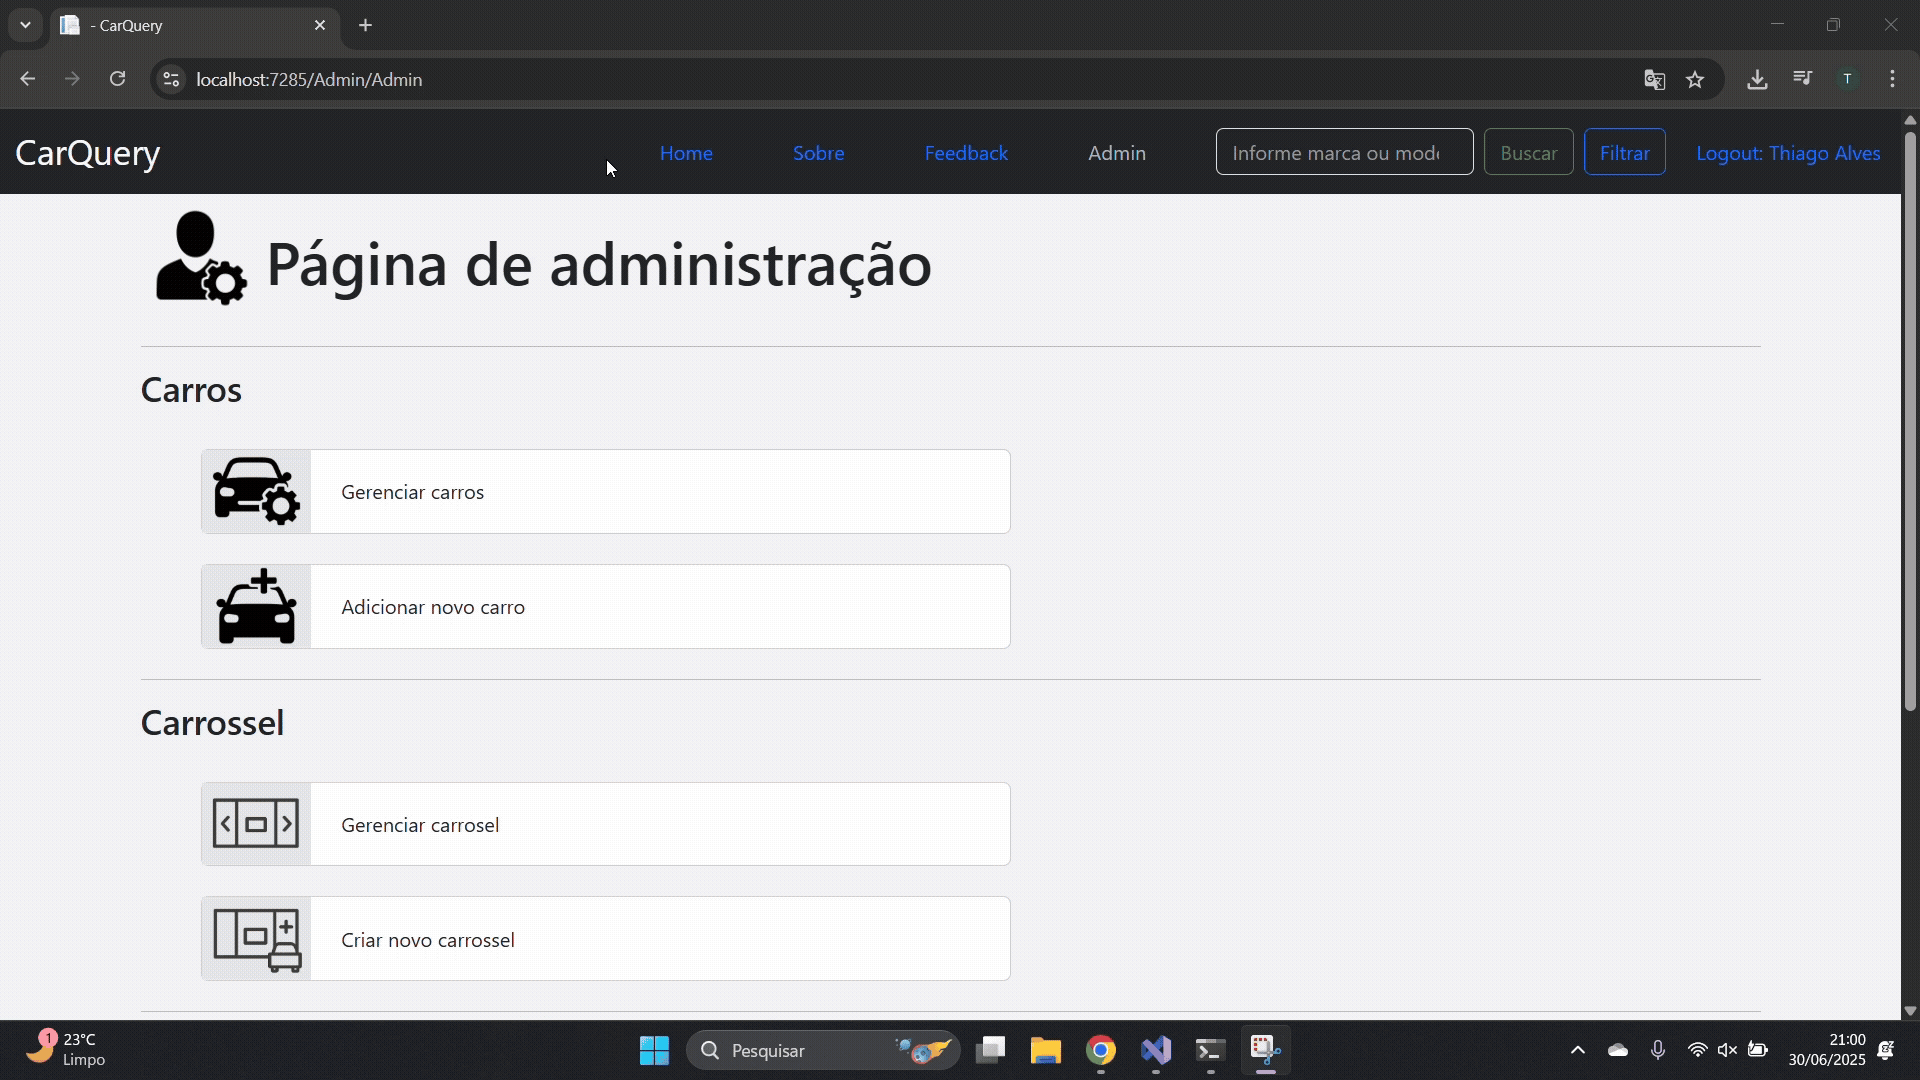 - CarQuery
localhost:7285/Admin/Admin
T
CarQuery
Home
Sobre
Feedback
Admin
Informe marca ou mod
Buscar
Filtrar
Logout: Thiago Alves
Página de administração
Carros
Gerenciar carros
Adicionar novo carro
Carrossel
Gerenciar carrosel
Criar novo carrossel
1
23°C
Limpo
Pesquisar
21:00
30/06/2025